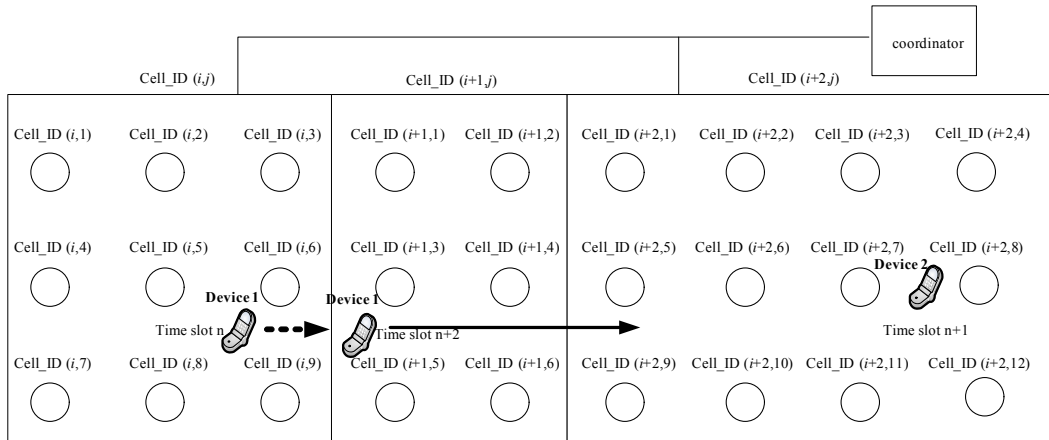 coordinator
Cell_ID (i,j)
Cell_ID (i+1,j)
Cell_ID (i+2,j)
Cell_ID (i,1)
Cell_ID (i,2)
Cell_ID (i,3)
Cell_ID (i+1,1)
Cell_ID (i+1,2)
Cell_ID (i+2,1)
Cell_ID (i+2,2)
Cell_ID (i+2,3)
Cell_ID (i+2,4)
Cell_ID (i,4)
Cell_ID (i,5)
Cell_ID (i,6)
Cell_ID (i+1,3)
Cell_ID (i+1,4)
Cell_ID (i+2,5)
Cell_ID (i+2,6)
Cell_ID (i+2,7)
Cell_ID (i+2,8)
Device 1
Device 1
Device 2
Time slot n
Time slot n+2
Time slot n+1
Cell_ID (i,7)
Cell_ID (i,8)
Cell_ID (i,9)
Cell_ID (i+1,5)
Cell_ID (i+1,6)
Cell_ID (i+2,9)
Cell_ID (i+2,10)
Cell_ID (i+2,11)
Cell_ID (i+2,12)